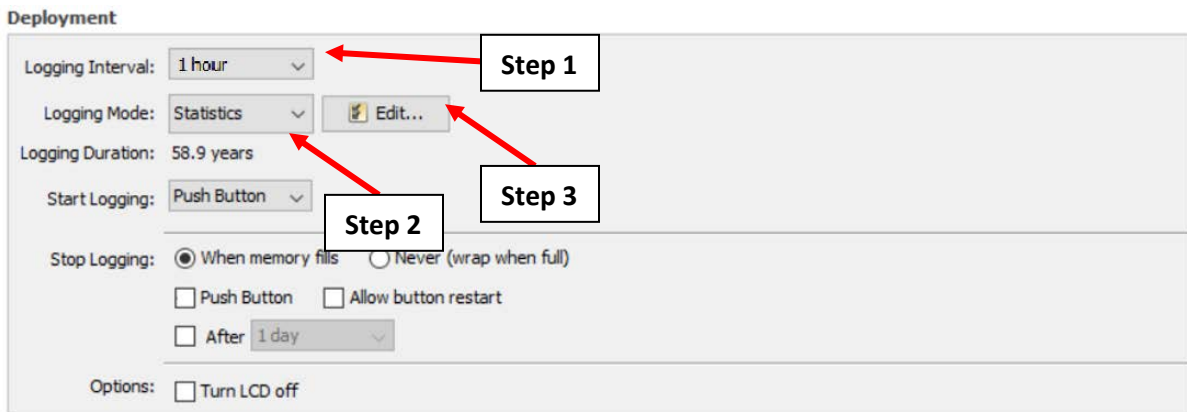 Deployment
Logging Interval: 1 hour
Step 1
Logging Mode: Statistics Edit...
Logging Duration: 58.9 years
Step 3
Start Logging: Push Button
Step 2
Stop Logging: When memory fills Never (wrap when full)
Push Button Allow button restart
After 1 day
Options: Turn LCD off